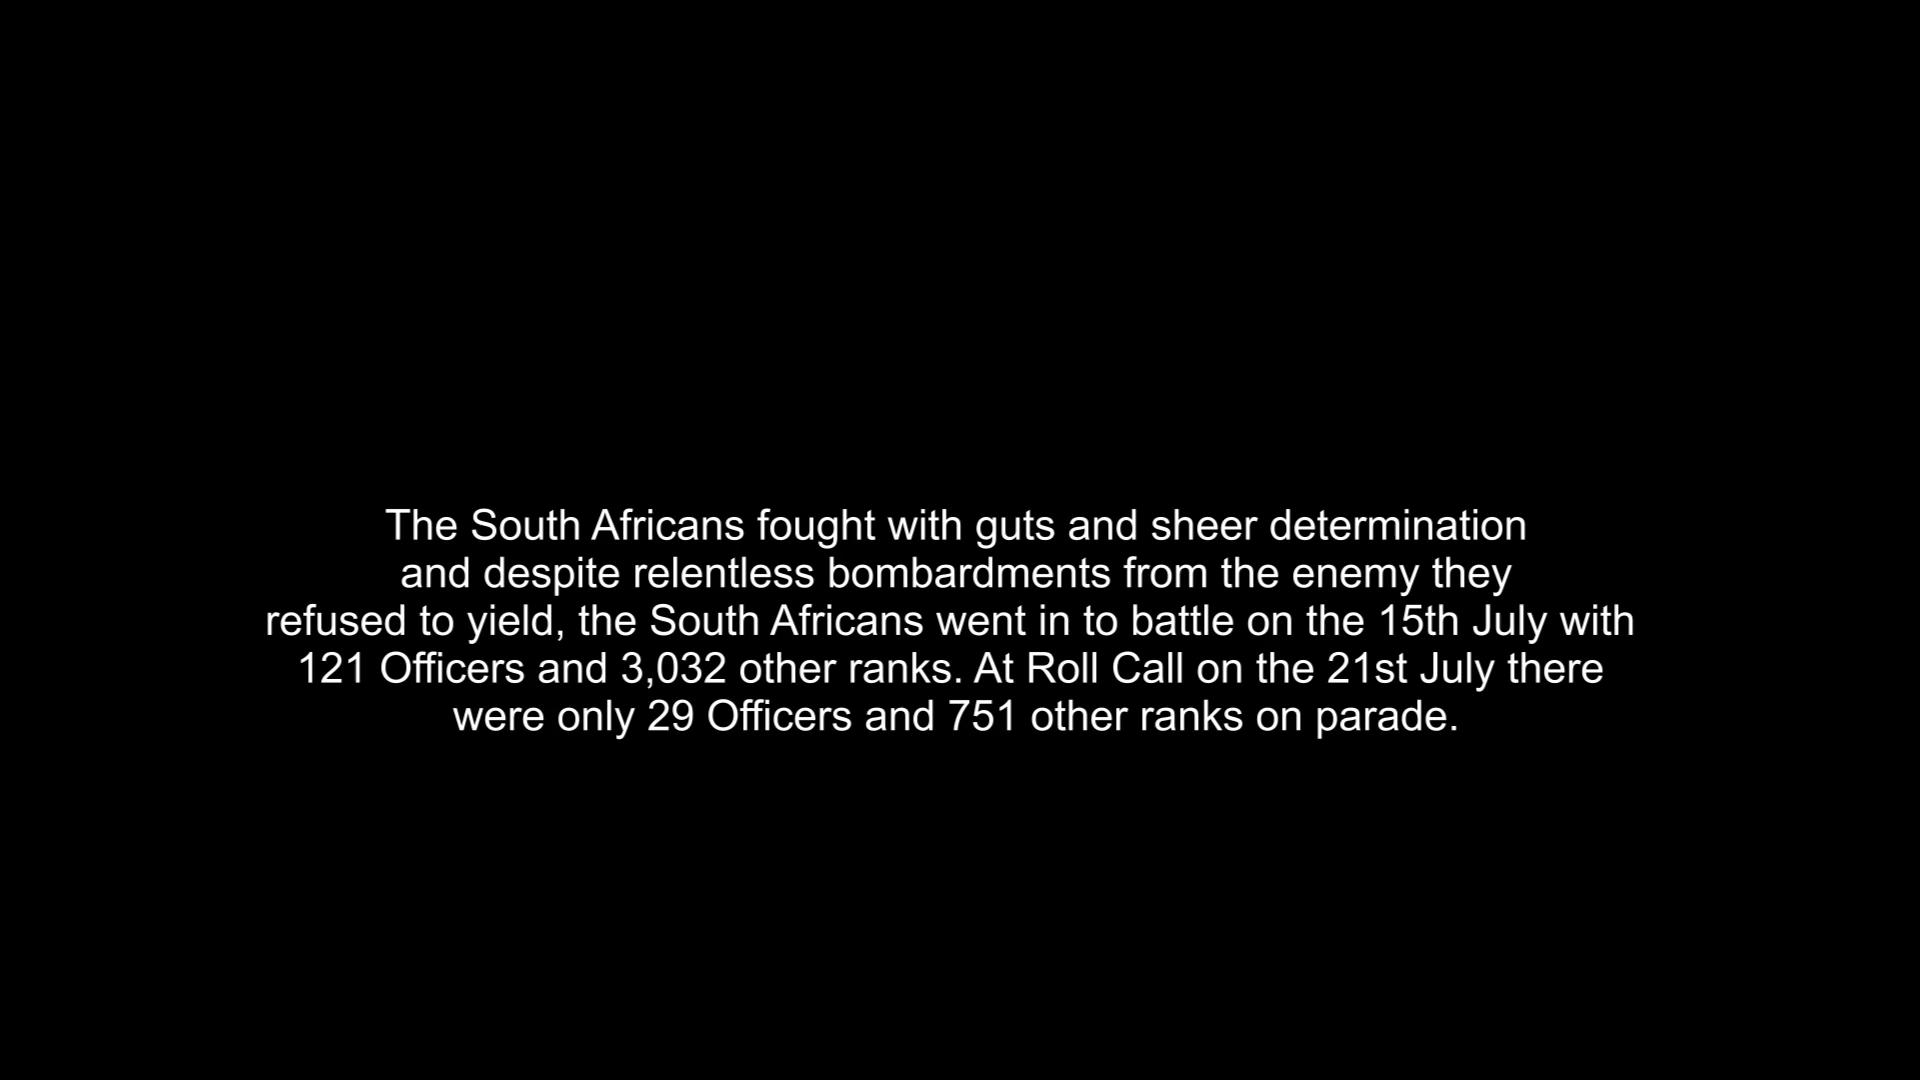 The South Africans fought with guts and sheer determination
and despite relentless bombardments from the enemy they
refused to yield, the South Africans went in to battle on the 15th July with
121 Officers and 3,032 other ranks. At Roll Call on the 21st July there
were only 29 Officers and 751 other ranks on parade.